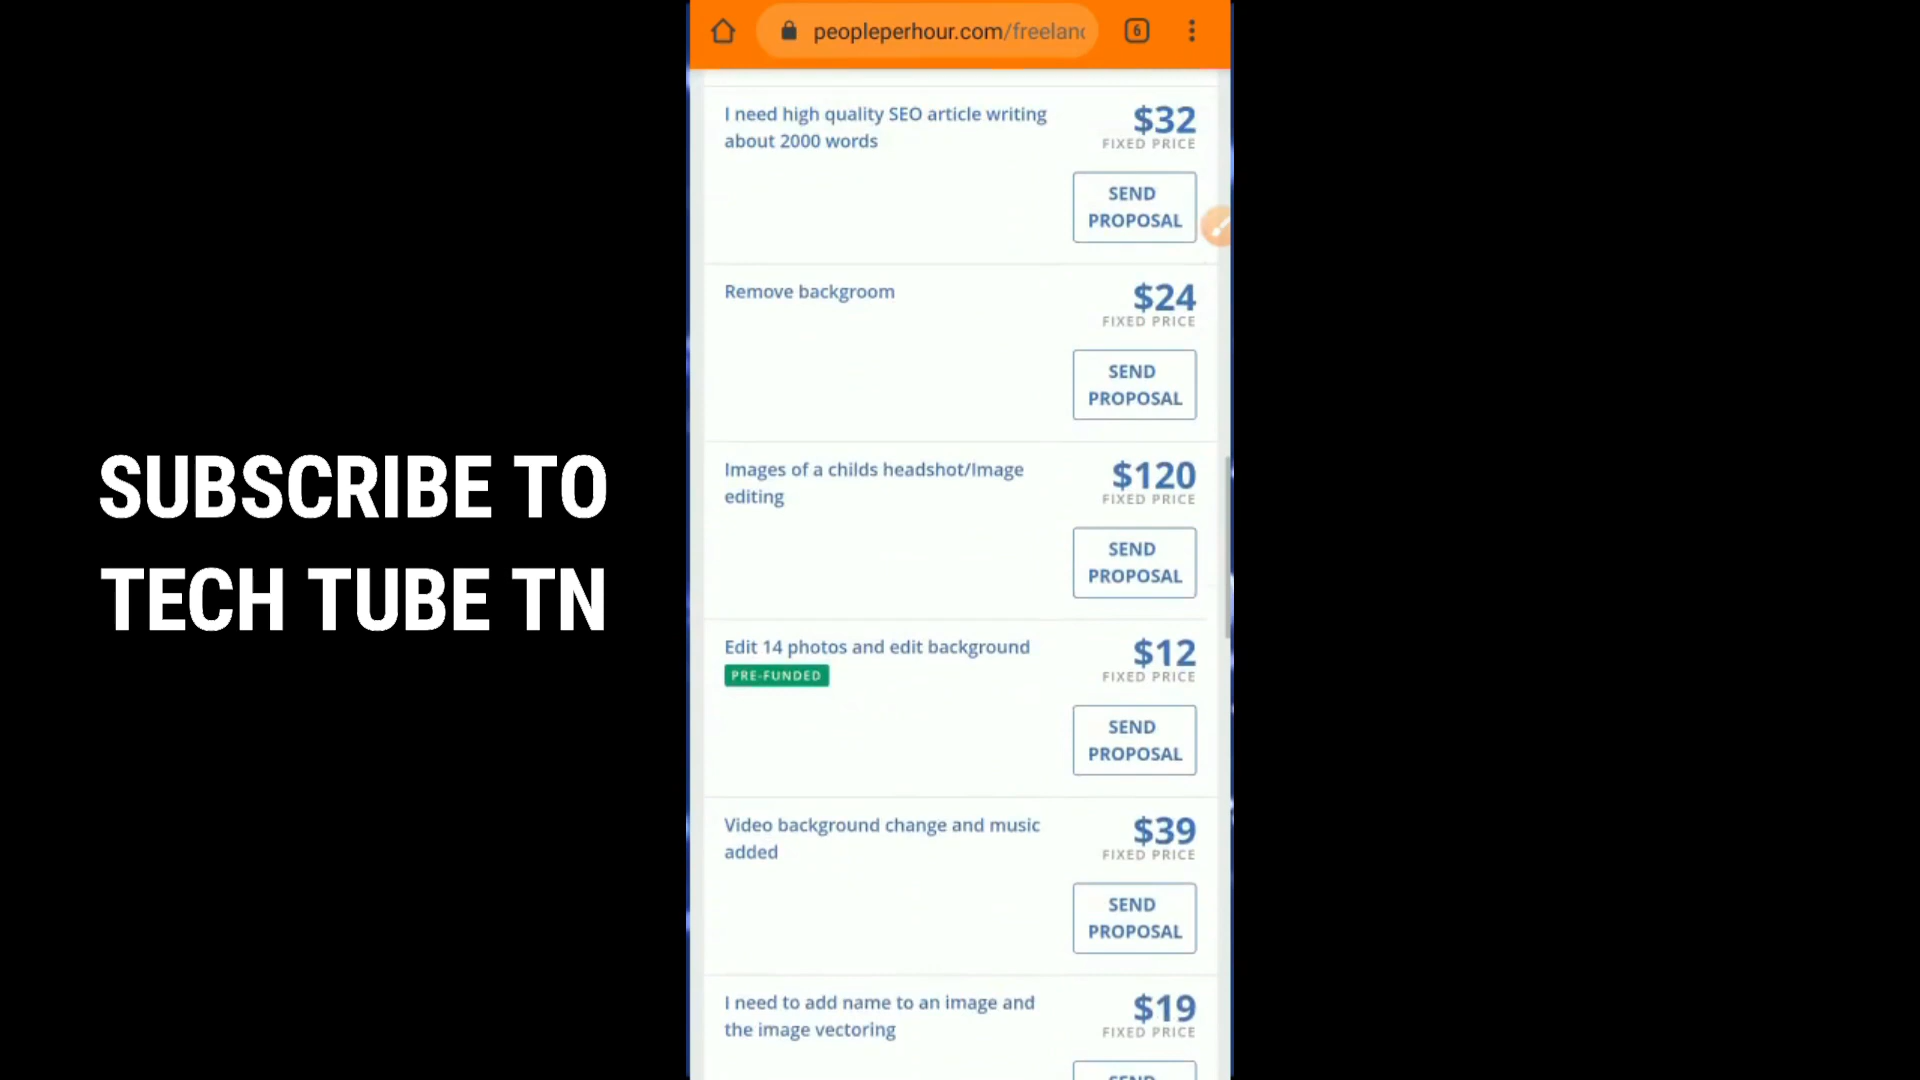 peopleperhour.com/freelanc
6
I need high quality SEO article writing
about 2000 words
$32
FIXED PRICE
SEND
PROPOSAL
Remove backgroom
$24
FIXED PRICE
SEND
PROPOSAL
Images of a childs headshot/Image
editing
$120
FIXED PRICE
SEND
PROPOSAL
Edit 14 photos and edit background
PRE-FUNDED
$12
FIXED PRICE
SEND
PROPOSAL
Video background change and music
added
$39
FIXED PRICE
SEND
PROPOSAL
I need to add name to an image and
the image vectoring
$19
FIXED PRICE
SEND
SUBSCRIBE TO
TECH TUBE TN